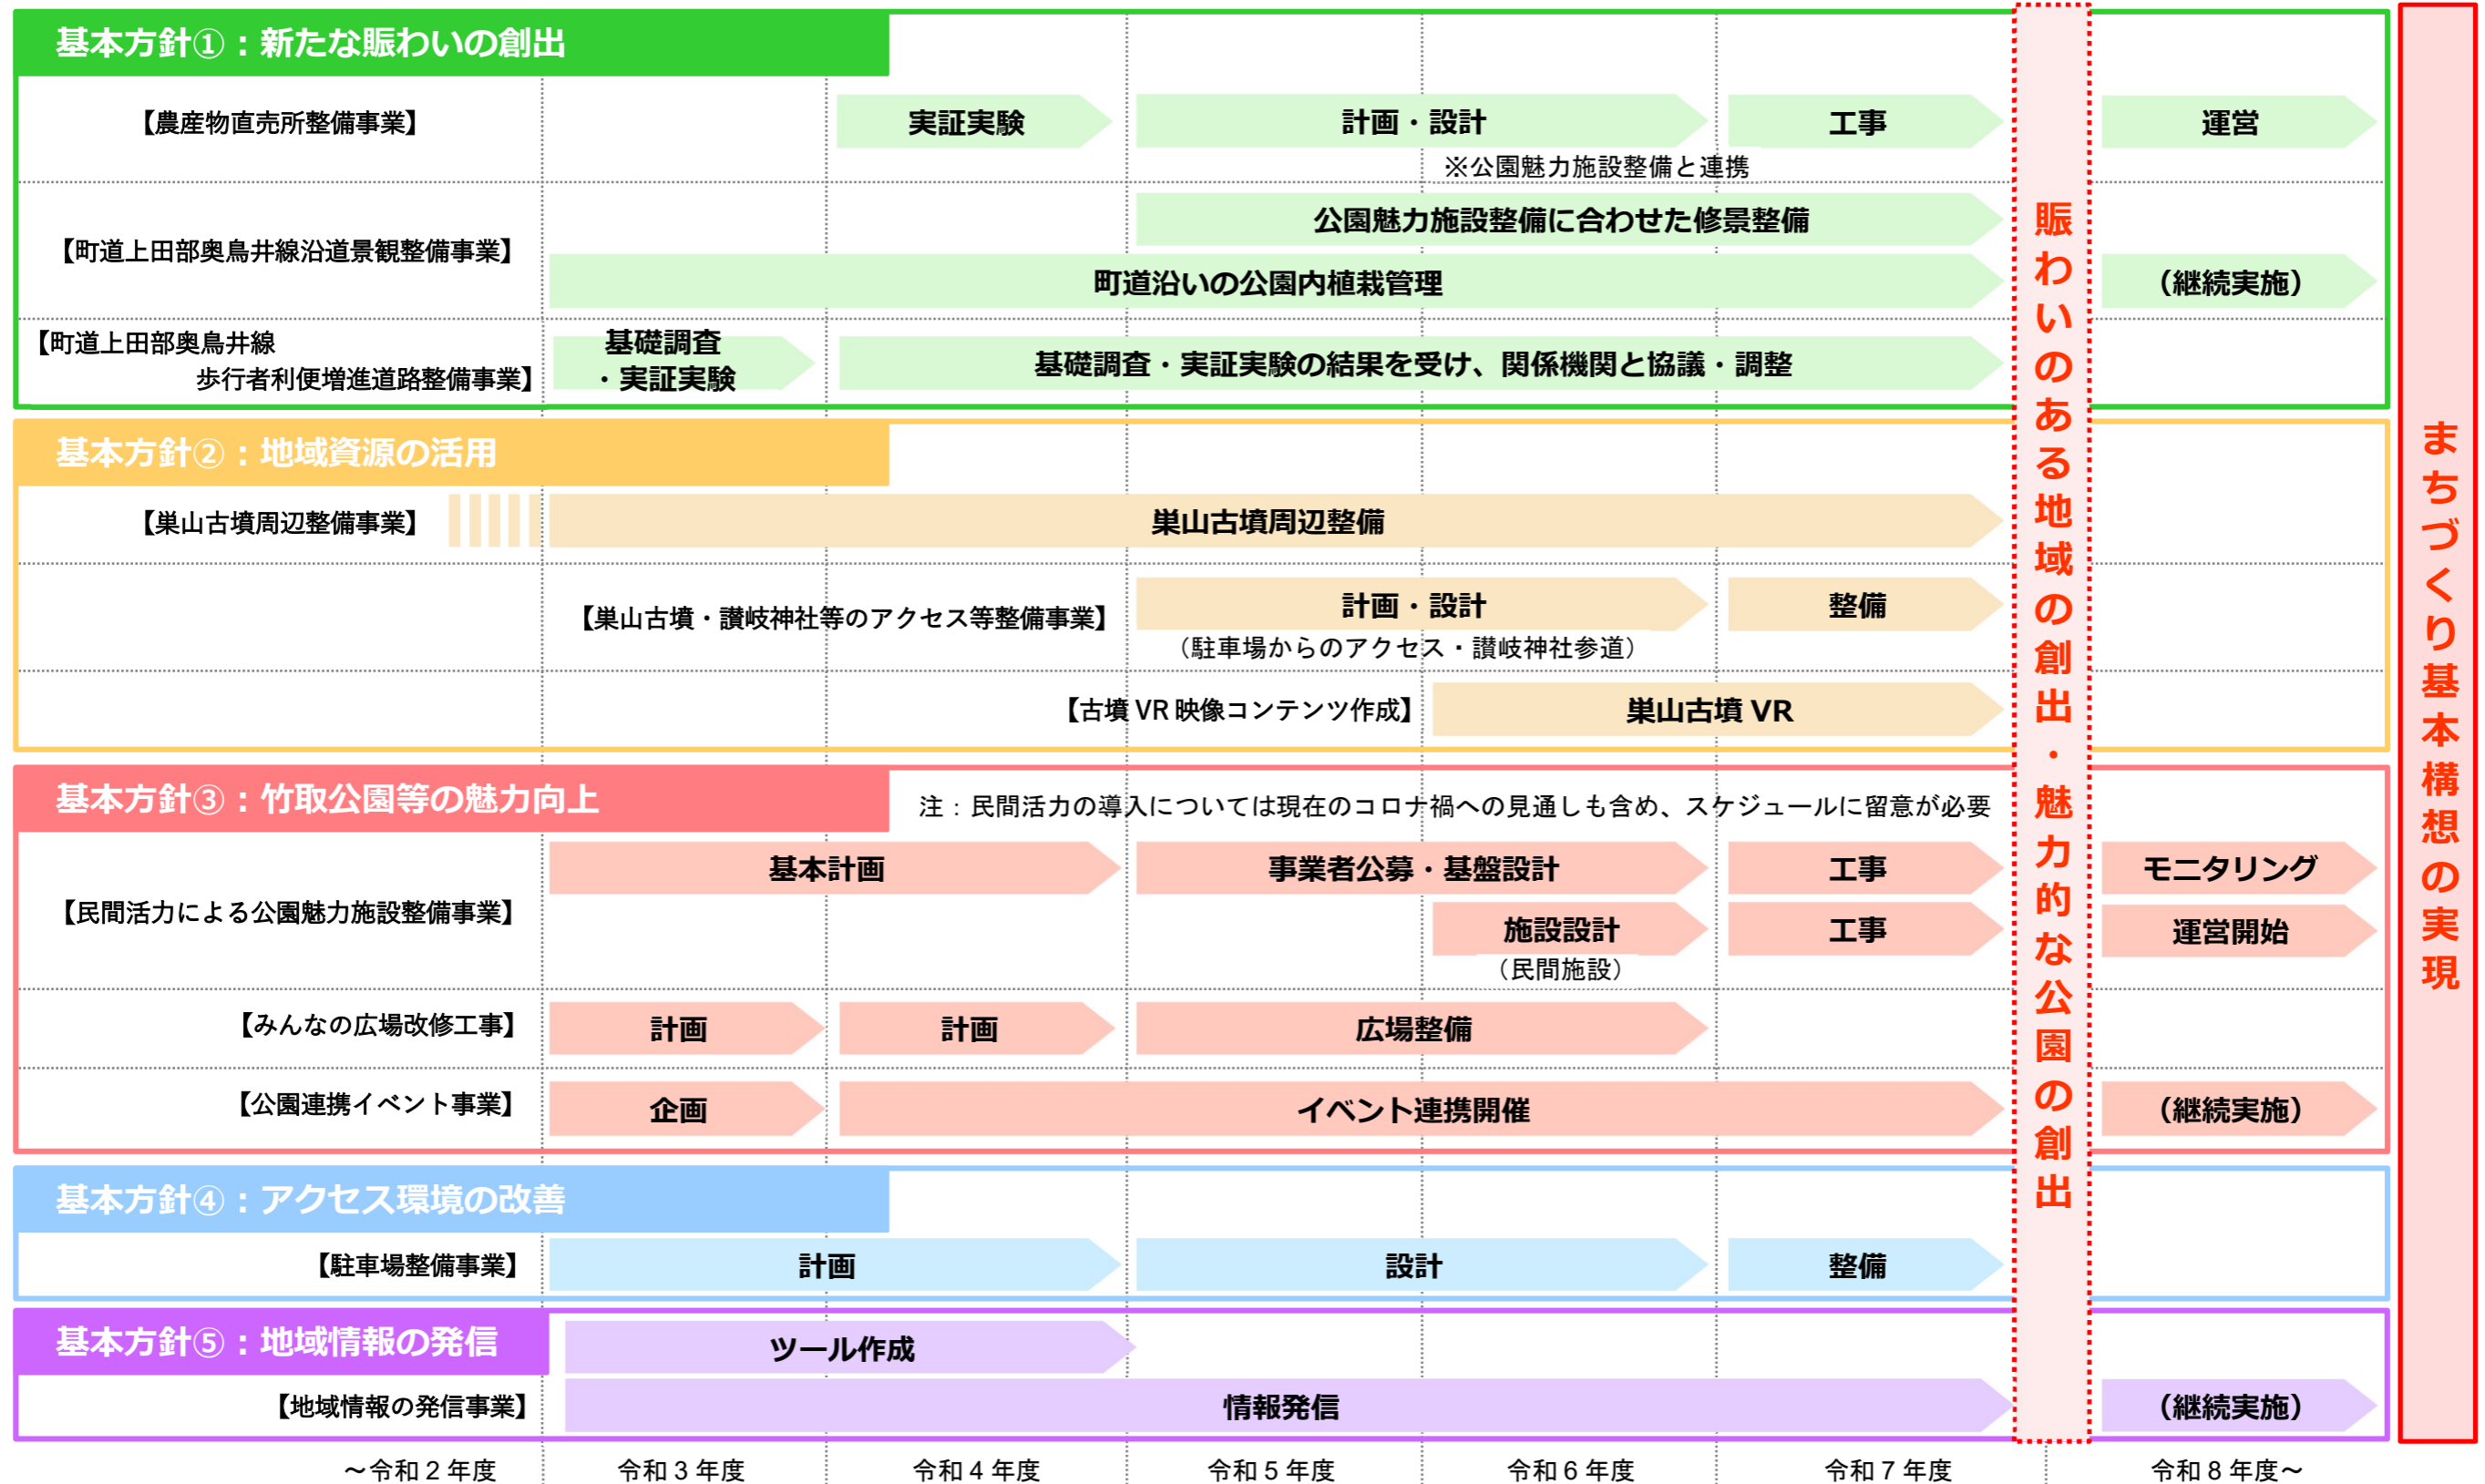 基本方針①：新たな賑わいの創出
【農産物直売所整備事業】
実証実験
計画・設計
工事
運営
※公園魅力施設整備と連携
【町道上田部奥鳥井線沿道景観整備事業】
公園魅力施設整備に合わせた修景整備
町道沿いの公園内植栽管理
（継続実施）
【町道上田部奥鳥井線
歩行者利便増進道路整備事業】
基礎調査
・実証実験
基礎調査・実証実験の結果を受け、関係機関と協議・調整
基本方針②：地域資源の活用
【巣山古墳周辺整備事業】
巣山古墳周辺整備
【巣山古墳・讃岐神社等のアクセス等整備事業】
計画・設計
整備
（駐車場からのアクセス・讃岐神社参道）
【古墳 VR 映像コンテンツ作成】
巣山古墳 VR
基本方針③：竹取公園等の魅力向上
注：民間活力の導入については現在のコロナ禍への見通しも含め、スケジュールに留意が必要
【民間活力による公園魅力施設整備事業】
基本計画
事業者公募・基盤設計
工事
モニタリング
施設設計
工事
運営開始
（民間施設）
【みんなの広場改修工事】
計画
計画
広場整備
【公園連携イベント事業】
企画
イベント連携開催
（継続実施）
基本方針④：アクセス環境の改善
【駐車場整備事業】
計画
設計
整備
基本方針⑤：地域情報の発信
ツール作成
【地域情報の発信事業】
情報発信
（継続実施）
賑わいのある地域の創出・魅力的な公園の創出
まちづくり基本構想の実現
～令和 2 年度
令和 3 年度
令和 4 年度
令和 5 年度
令和 6 年度
令和 7 年度
令和 8 年度～